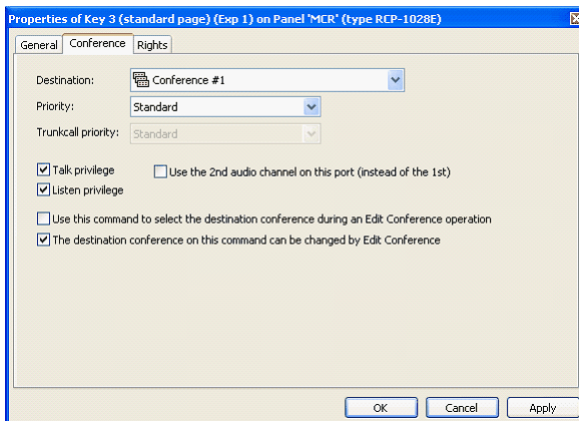 Properties of Key 3 (standard page) (Exp 1) on Panel 'MCR' (type RCP-1028E)
General Conference Rights
Destination: Conference #1
Priority: Standard
Trunkcall priority: Standard
Talk privilege Use the 2nd audio channel on this port (instead of the 1st)
Listen privilege
Use this command to select the destination conference during an Edit Conference operation
The destination conference on this command can be changed by Edit Conference
OK Cancel Apply